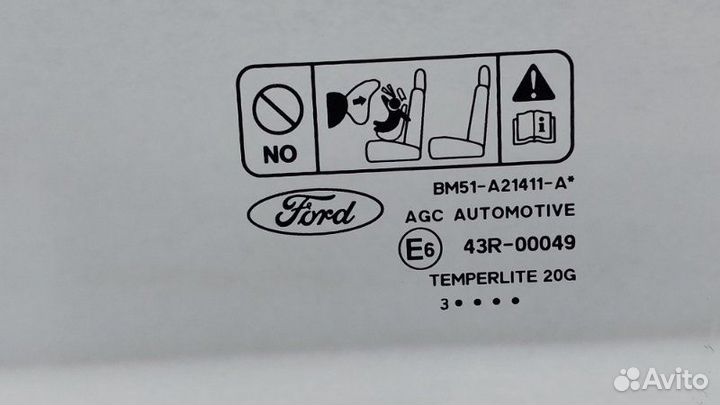 NO
i
BM51-A21411-A*
Ford
AGC AUTOMOTIVE
E6 43R-00049
TEMPERLITE 20G
3 ● ● ● ●
Avito